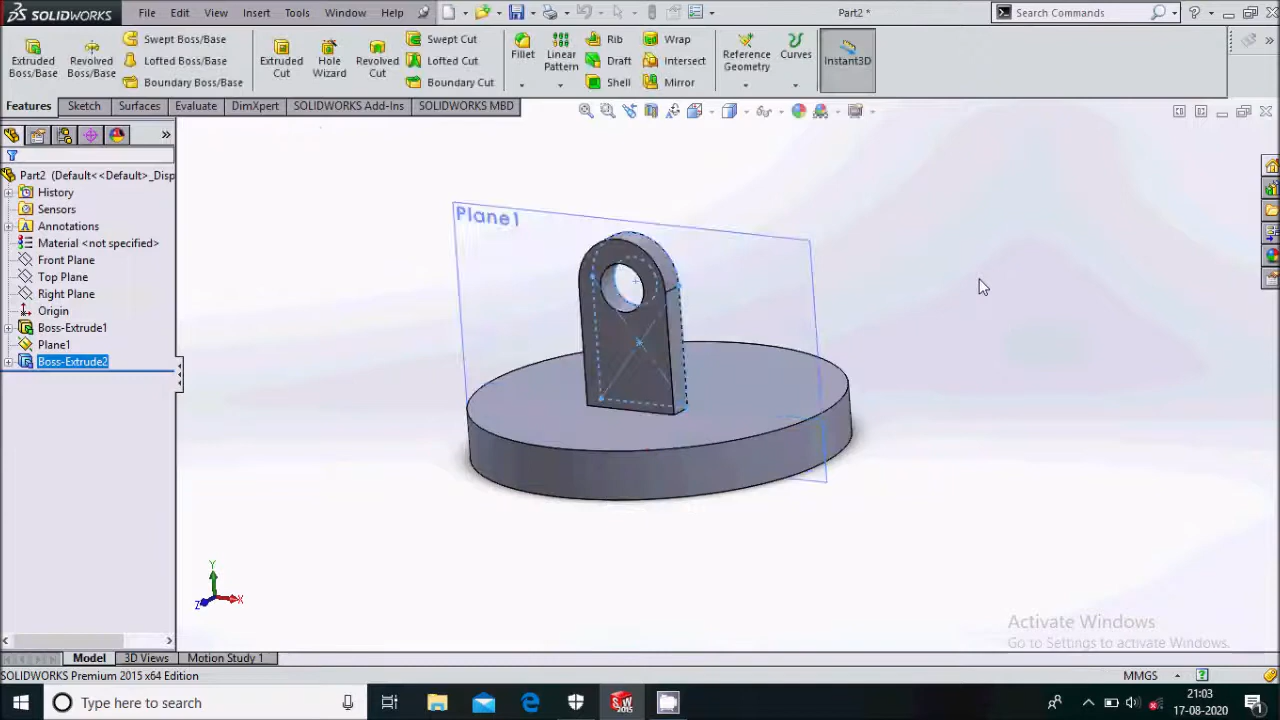 SOLIDWORKS File Edit View Insert Tools Window Help Part2 * Search Commands
Extruded Boss/Base
Revolved Boss/Base
Swept Boss/Base
Lofted Boss/Base
Boundary Boss/Base
Extruded Cut
Hole Wizard
Revolved Cut
Swept Cut
Lofted Cut
Boundary Cut
Fillet
Linear Pattern
Rib
Draft
Shell
Wrap
Intersect
Mirror
Reference Geometry
Curves
Instant3D
Features Sketch Surfaces Evaluate DimXpert SOLIDWORKS Add-Ins SOLIDWORKS MBD
Part2 (Default<<Default>_Disp
History
Sensors
Annotations
Material <not specified>
Front Plane
Top Plane
Right Plane
Origin
Boss-Extrude1
Plane1
Boss-Extrude2
Plane1
Y
Z
X
Activate Windows
Go to Settings to activate Windows.
Model 3D Views Motion Study 1
SOLIDWORKS Premium 2015 x64 Edition MMGS
Type here to search
21:03
17-08-2020